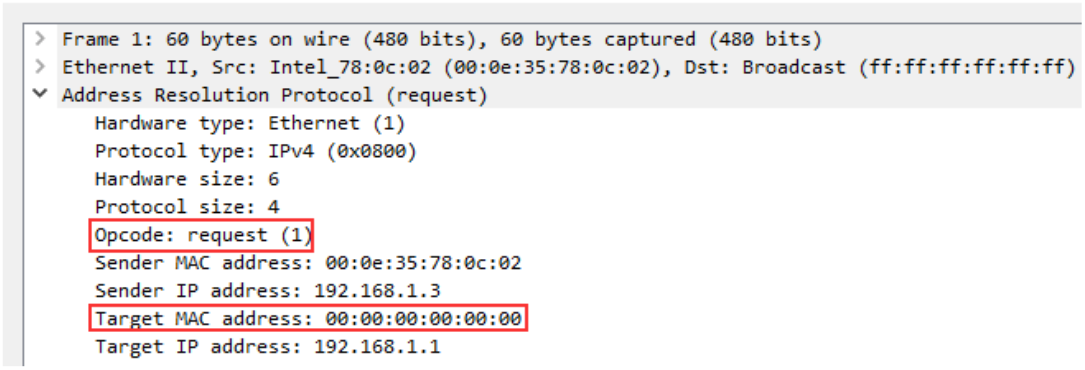 Frame 1: 60 bytes on wire (480 bits), 60 bytes captured (480 bits)
Ethernet II, Src: Intel_78:0c:02 (00:0e:35:78:0c:02), Dst: Broadcast (ff:ff:ff:ff:ff:ff)
Address Resolution Protocol (request)
Hardware type: Ethernet (1)
Protocol type: IPv4 (0x0800)
Hardware size: 6
Protocol size: 4
Opcode: request (1)
Sender MAC address: 00:0e:35:78:0c:02
Sender IP address: 192.168.1.3
Target MAC address: 00:00:00:00:00:00
Target IP address: 192.168.1.1